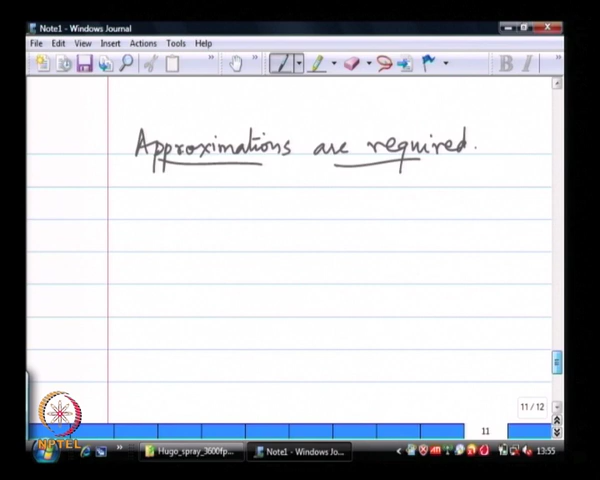 Note1 - Windows Journal
File Edit View Insert Actions Tools Help
B I
Approximations are required.
11/12
11
NPTEL
Hugo_spray_3600fp...
Note1 - Windows Jo...
13:55